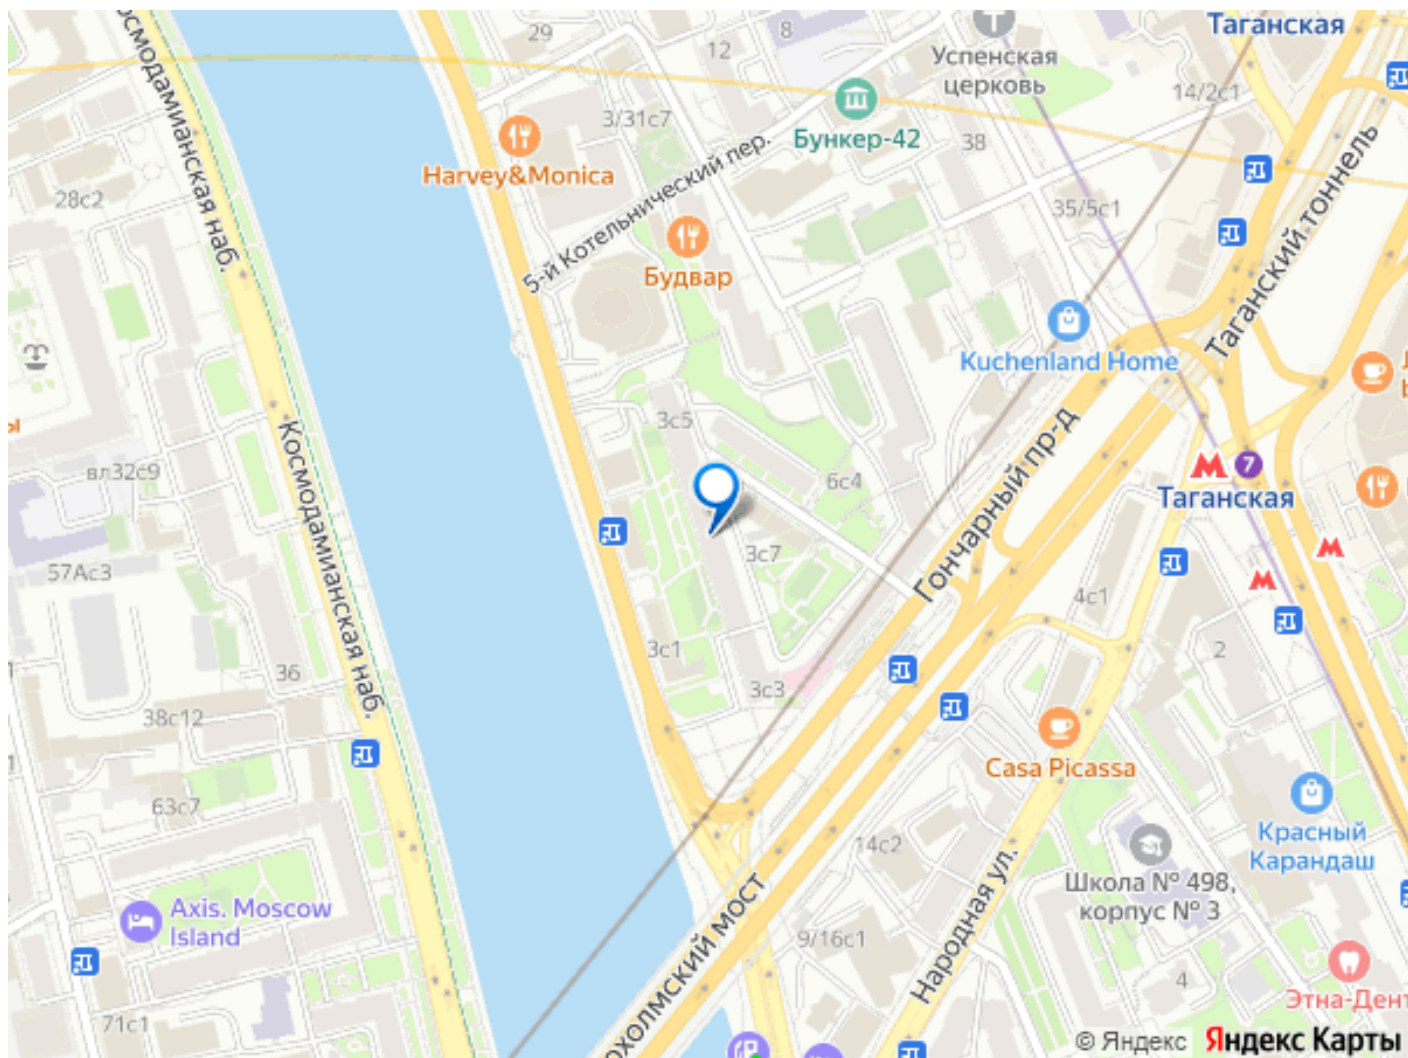 Космодамианская наб.
29
12
8
Успенская
церковь
Таганская
14/2с1
3/31с7
Бункер-42
38
Harvey&Monica
5-й Котельнический пер.
28с2
35/5с1
Таганский тоннель
Будвар
Kuchenland Home
3с5
Космодамианская наб.
вл32с9
6с4
Гончарный пр-д
7
Таганская
3с7
57Ас3
4с1
36
3с1
2
3с3
38с12
Casa Picassa
63с7
14с2
Красный
Карандаш
Школа № 498,
корпус № 3
Axis. Moscow
Island
охолмский мост
9/16с1
Народная ул.
4
Этна-Дент
71с1
© Яндекс Яндекс Карты